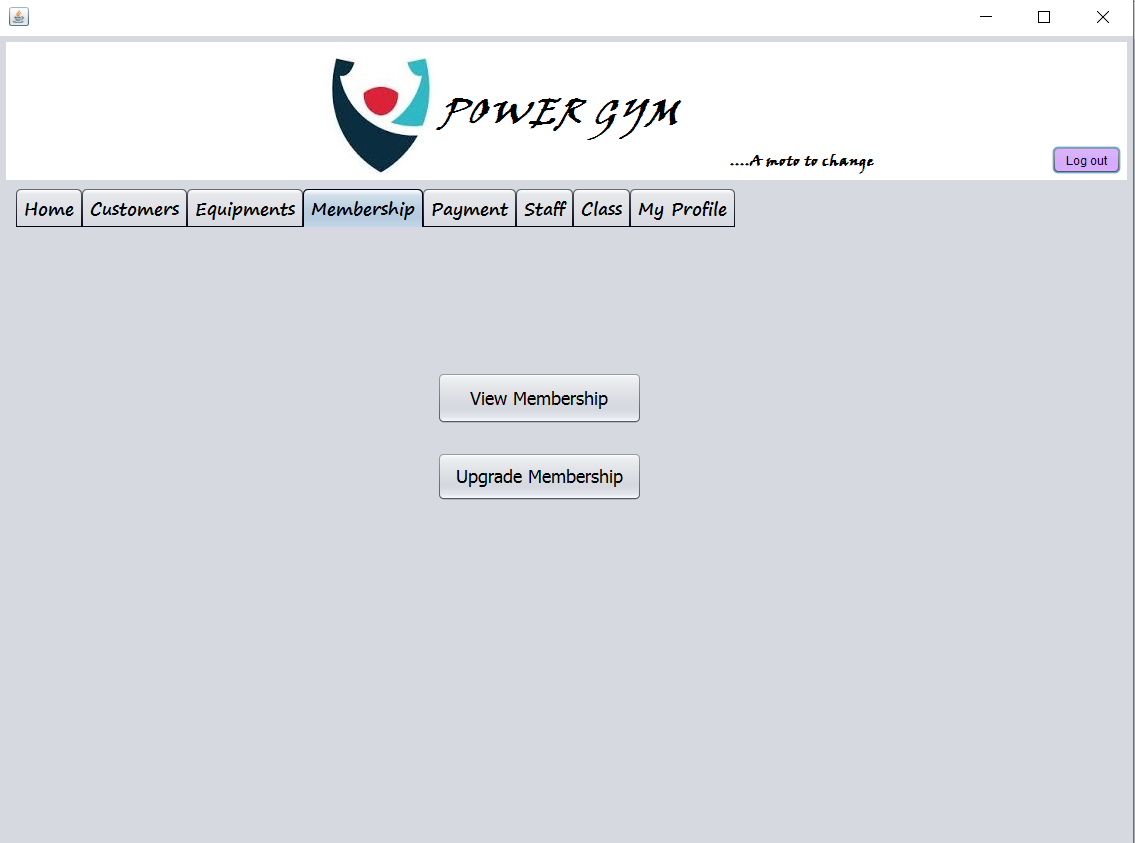 POWER GYM
....A moto to change
Log out
Home Customers Equipments Membership Payment Staff Class My Profile
View Membership
Upgrade Membership